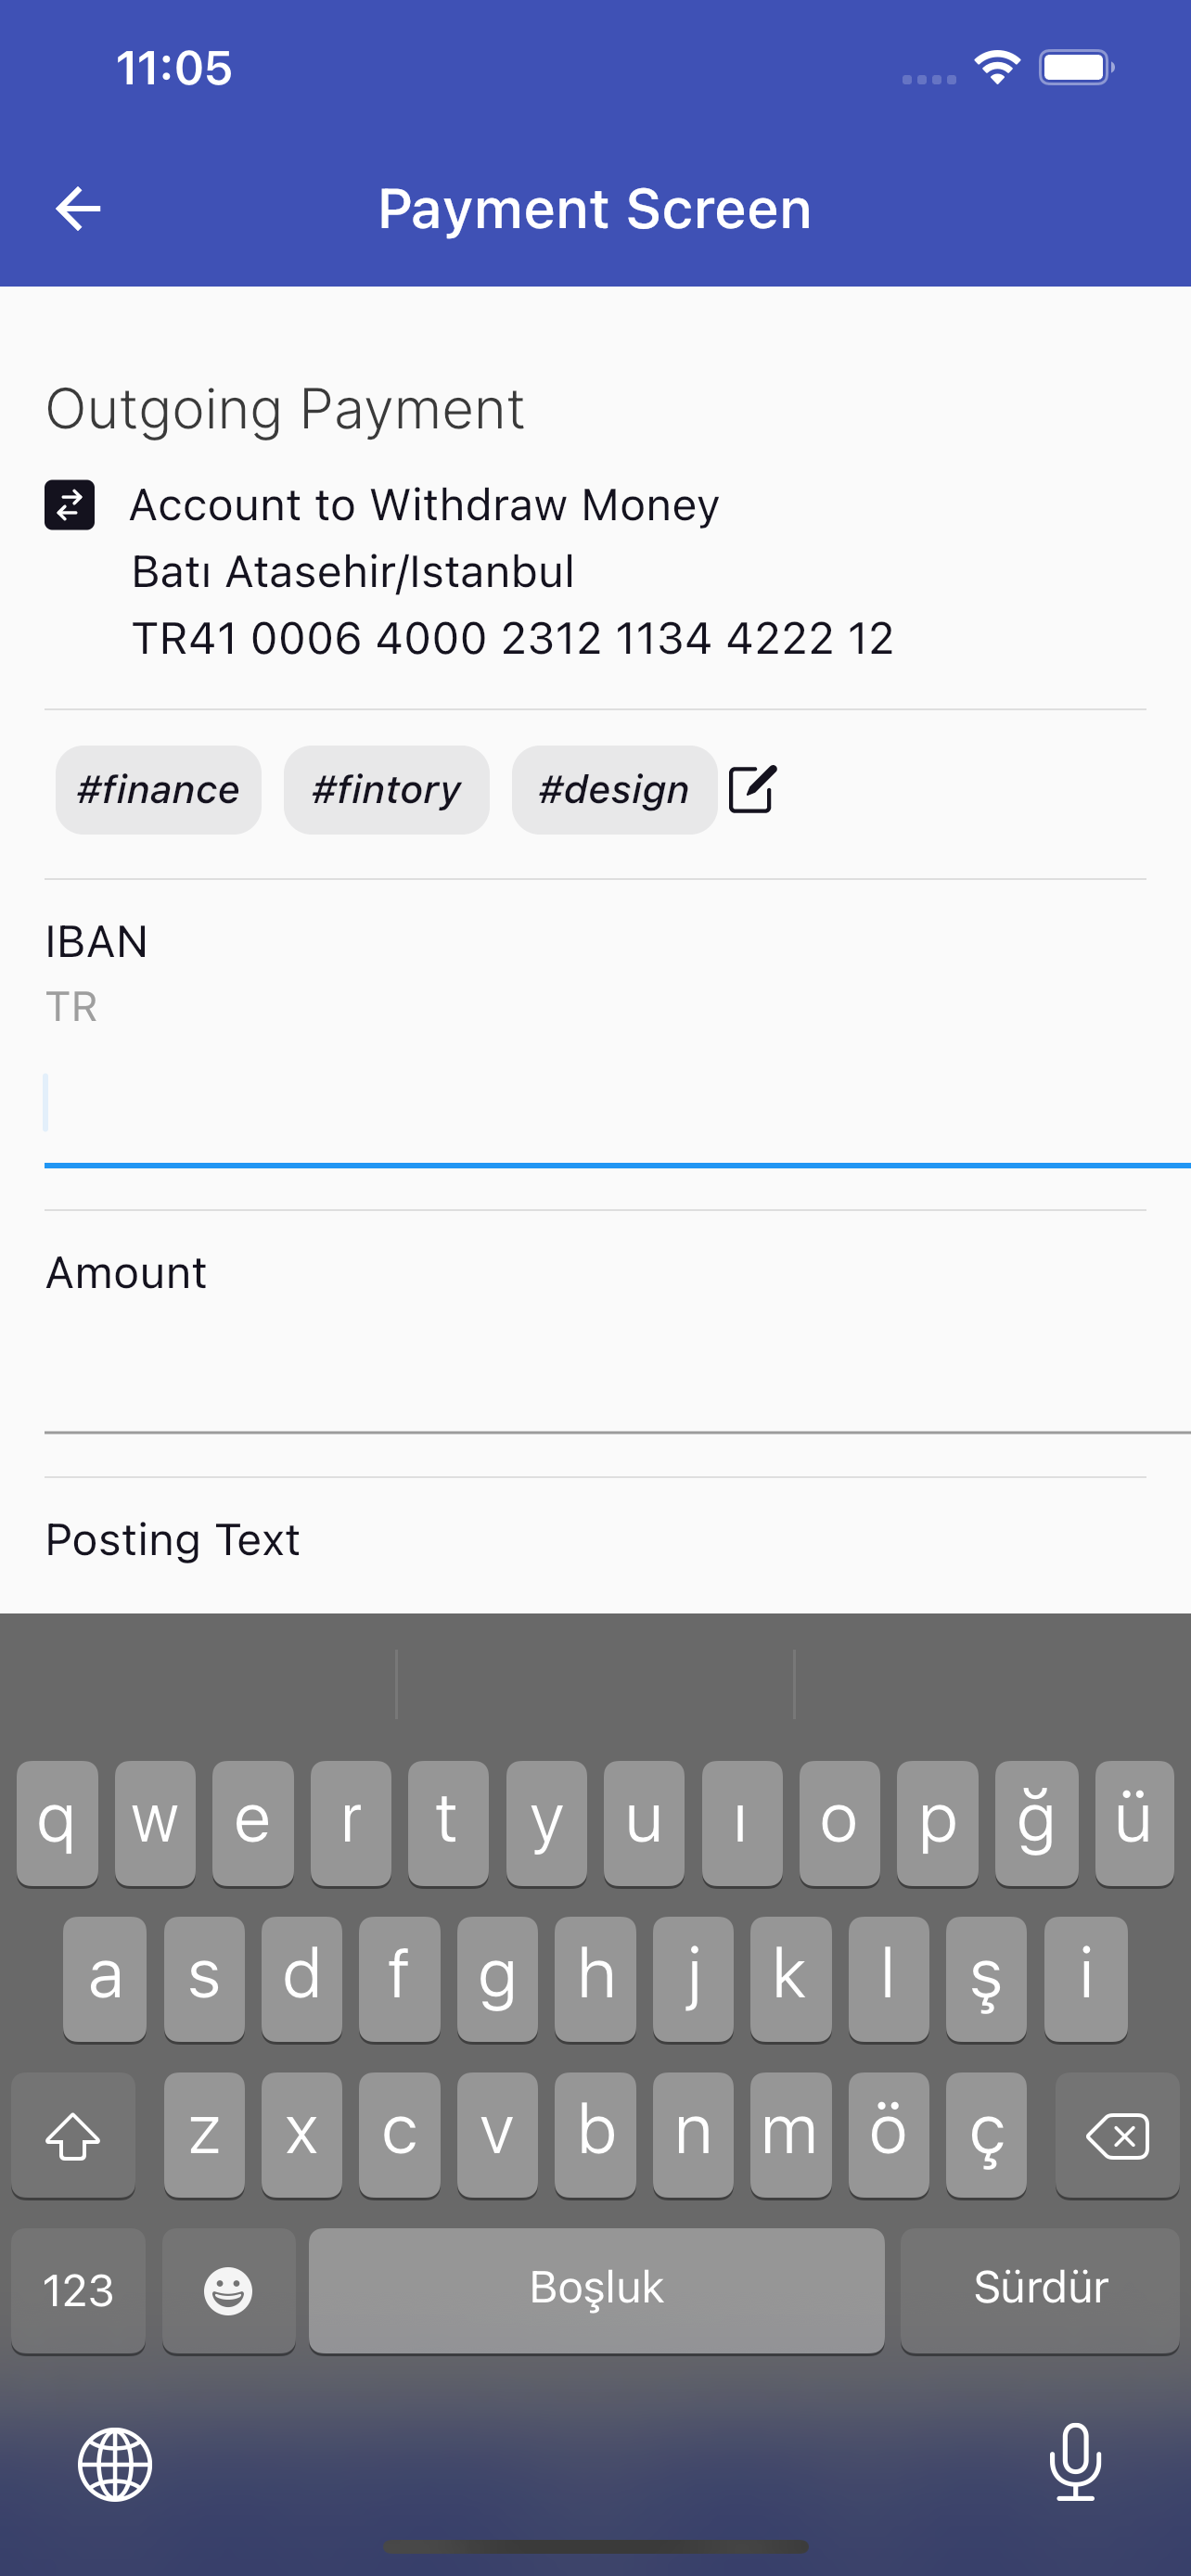 11:05
Payment Screen
Outgoing Payment
Account to Withdraw Money
Batı Atasehir/Istanbul
TR41 0006 4000 2312 1134 4222 12
#finance #fintory #design
IBAN
TR
Amount
Posting Text
q w e r t y u ı o p ğ ü
a s d f g h j k l ş i
z x c v b n m ö ç
123 Boşluk Sürdür